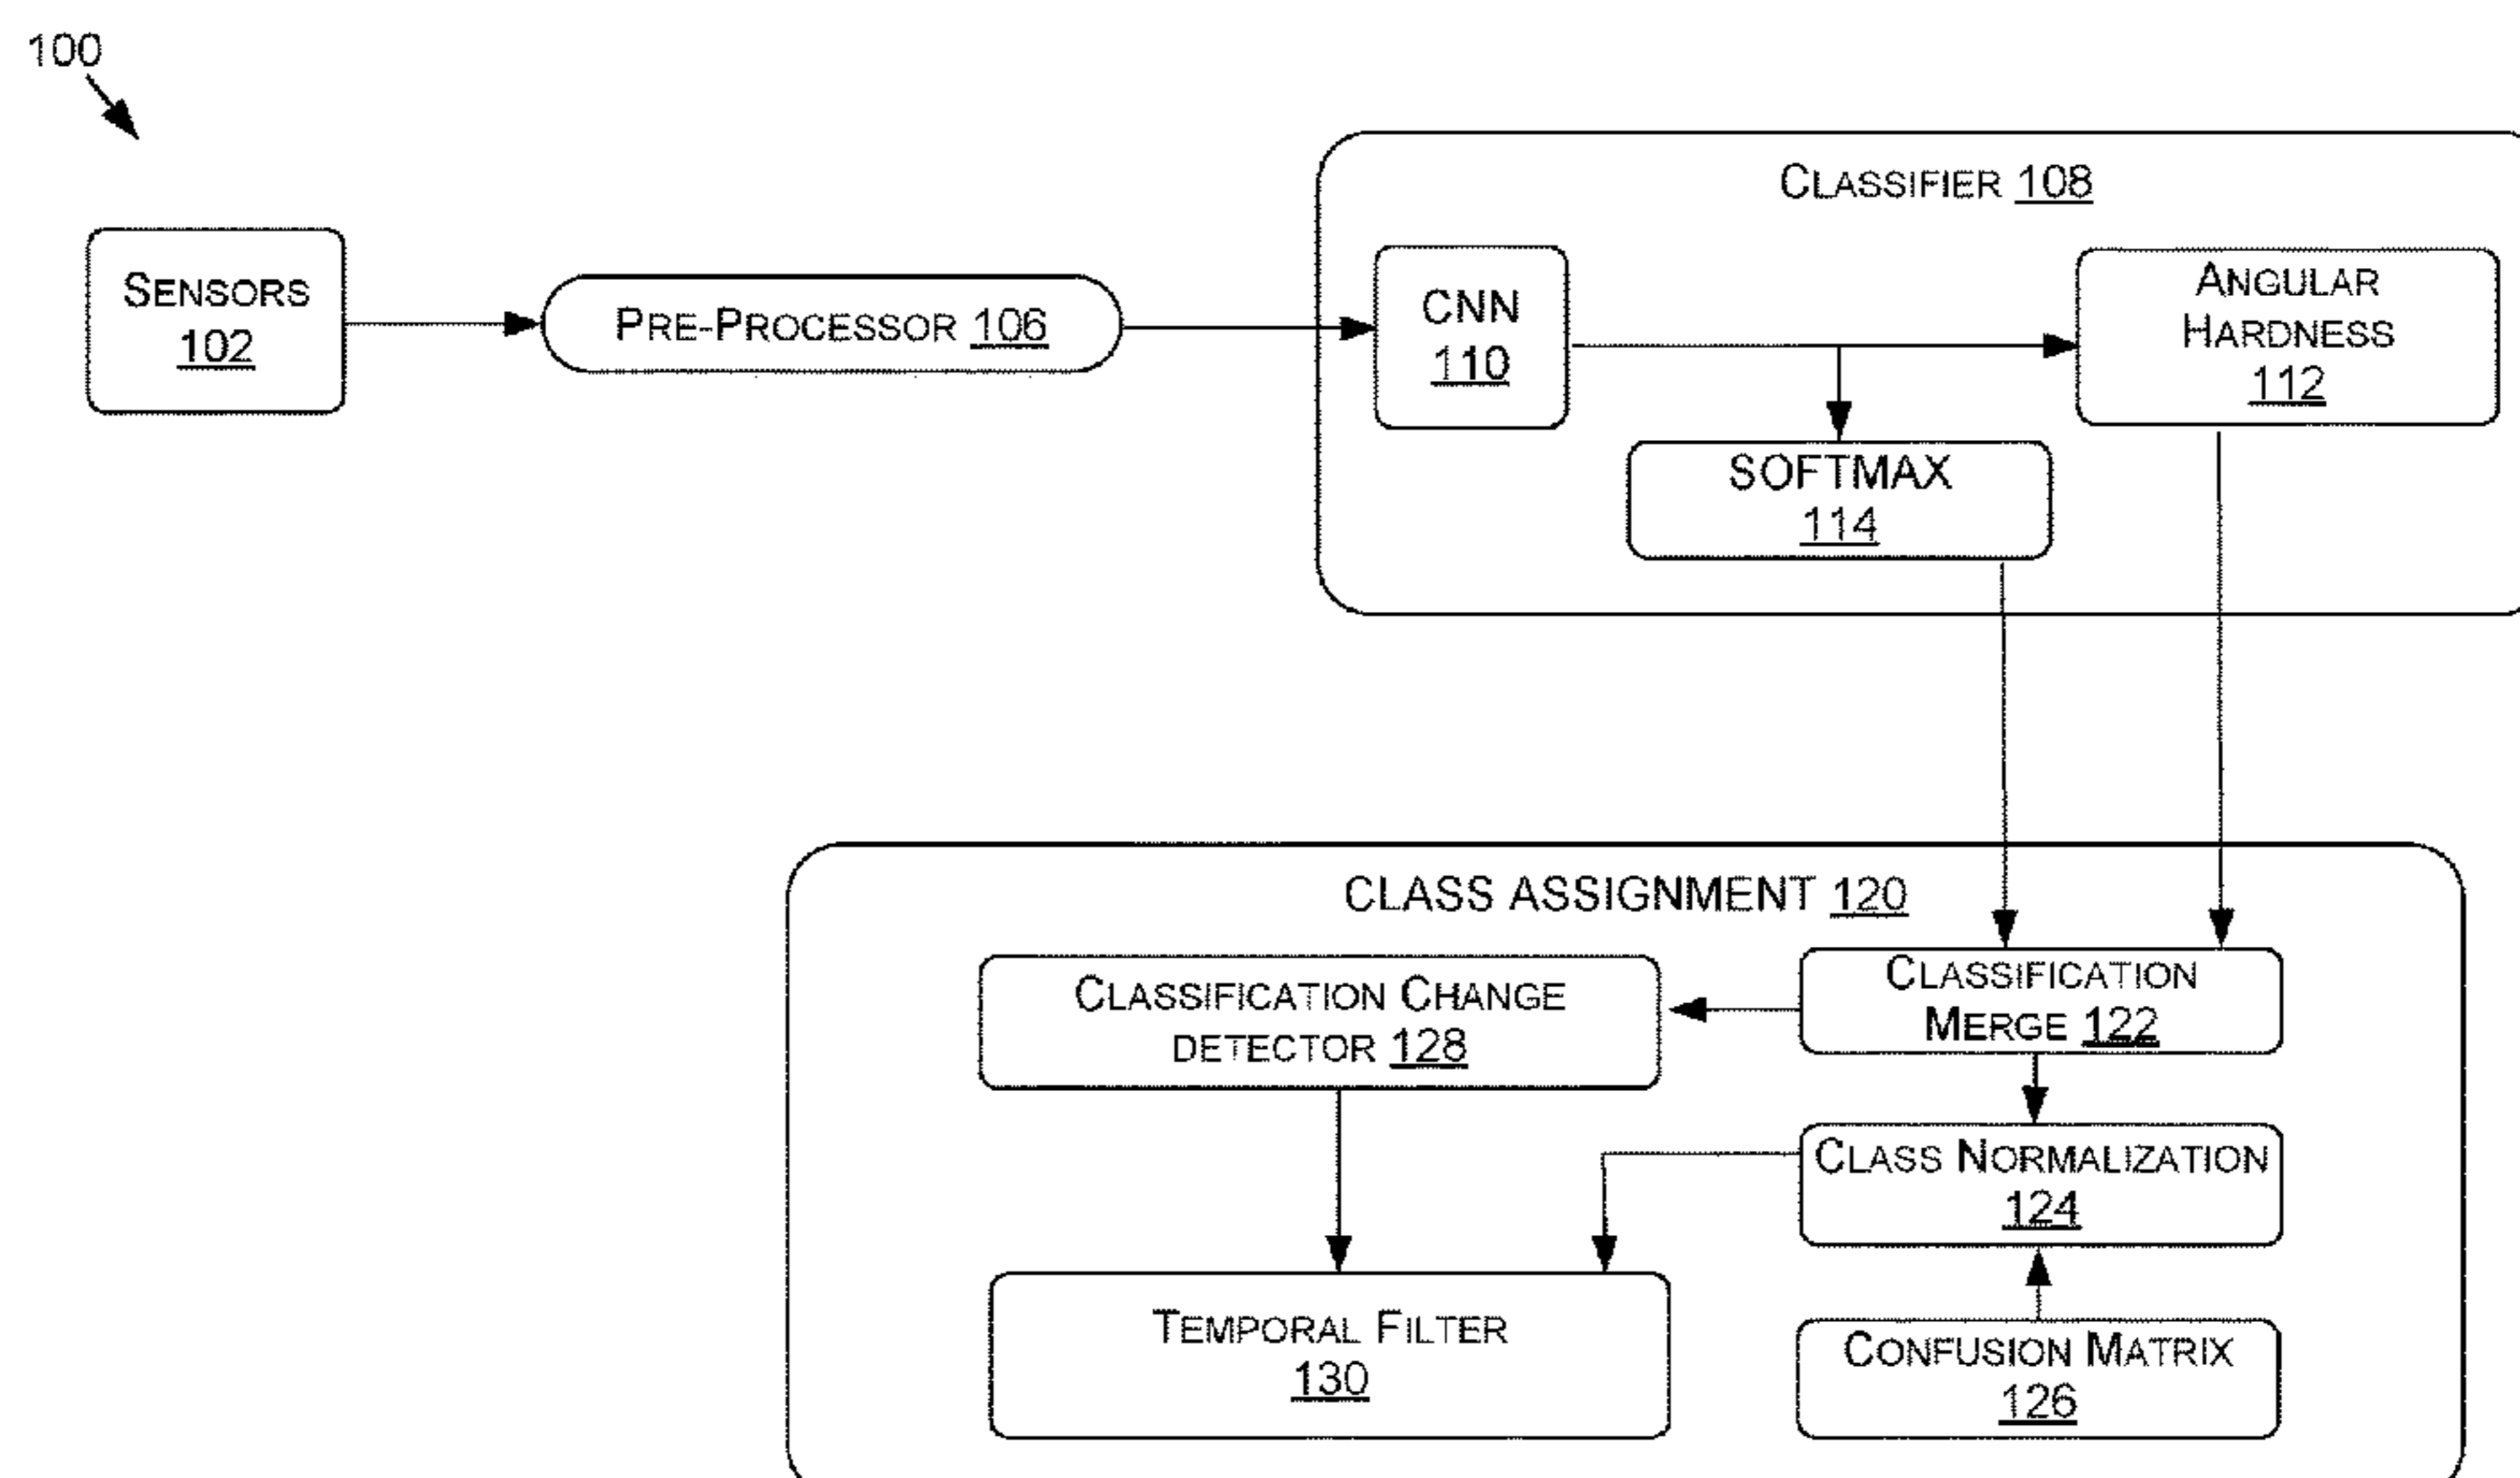 100
CLASSIFIER 108
SENSORS
102
PRE-PROCESSOR 106
CNN
110
ANGULAR
HARDNESS
112
SOFTMAX
114
CLASS ASSIGNMENT 120
CLASSIFICATION CHANGE
DETECTOR 128
CLASSIFICATION
MERGE 122
CLASS NORMALIZATION
124
TEMPORAL FILTER
130
CONFUSION MATRIX
126